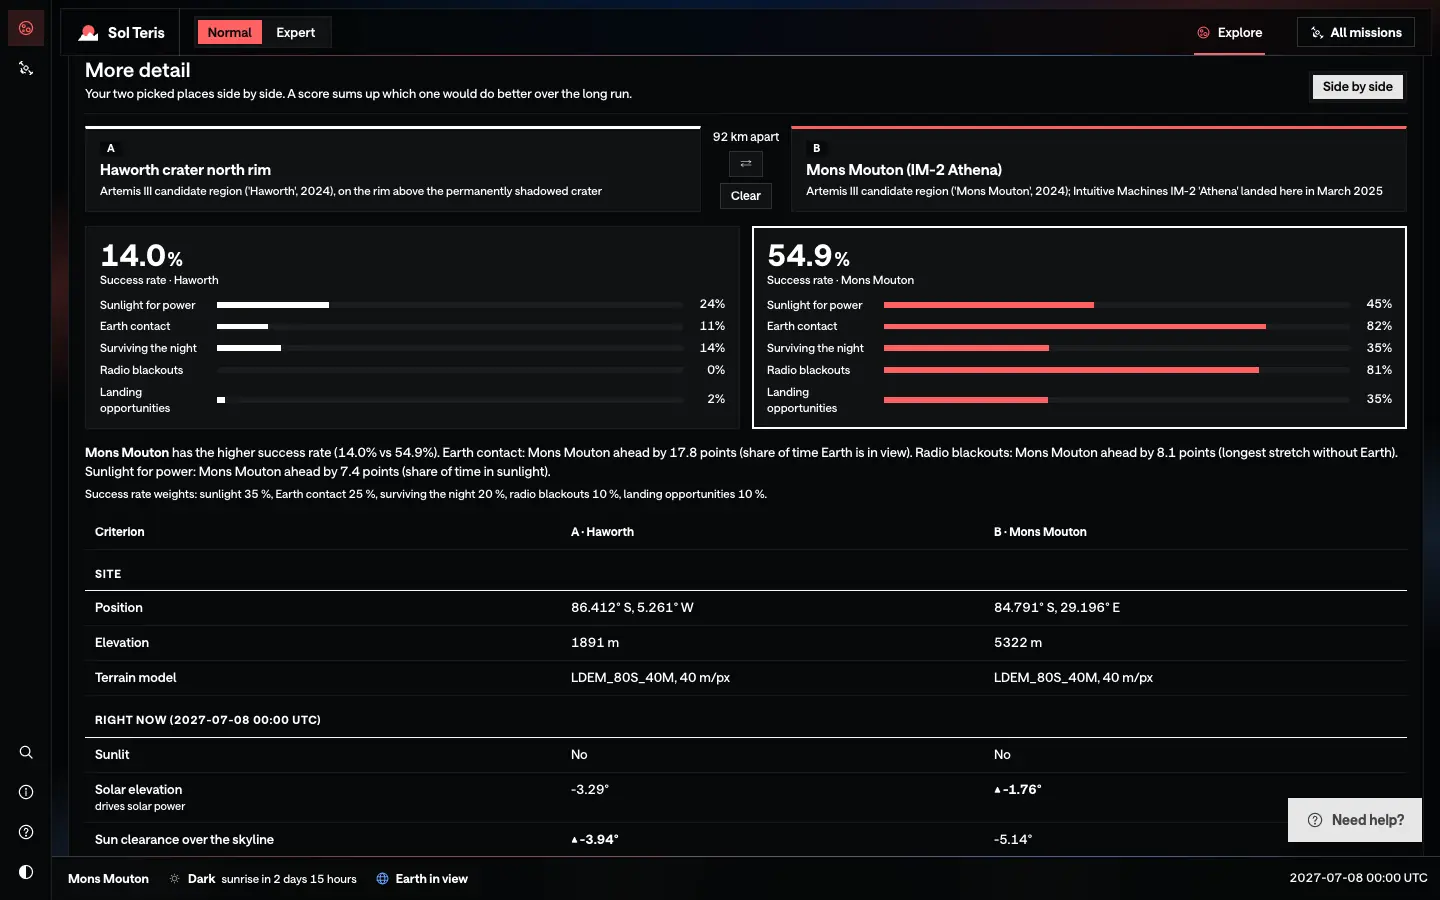 Sol Teris
Normal Expert
Explore
All missions
More detail
Your two picked places side by side. A score sums up which one would do better over the long run.
Side by side
A
Haworth crater north rim
Artemis III candidate region ('Haworth', 2024), on the rim above the permanently shadowed crater
92 km apart
Clear
B
Mons Mouton (IM-2 Athena)
Artemis III candidate region ('Mons Mouton', 2024); Intuitive Machines IM-2 'Athena' landed here in March 2025
14.0%
Success rate · Haworth
Sunlight for power 24%
Earth contact 11%
Surviving the night 14%
Radio blackouts 0%
Landing
opportunities 2%
54.9%
Success rate · Mons Mouton
Sunlight for power 45%
Earth contact 82%
Surviving the night 35%
Radio blackouts 81%
Landing
opportunities 35%
Mons Mouton has the higher success rate (14.0% vs 54.9%). Earth contact: Mons Mouton ahead by 17.8 points (share of time Earth is in view). Radio blackouts: Mons Mouton ahead by 8.1 points (longest stretch without Earth).
Sunlight for power: Mons Mouton ahead by 7.4 points (share of time in sunlight).
Success rate weights: sunlight 35 %, Earth contact 25 %, surviving the night 20 %, radio blackouts 10 %, landing opportunities 10 %.
Criterion A · Haworth B · Mons Mouton
SITE
Position 86.412° S, 5.261° W 84.791° S, 29.196° E
Elevation 1891 m 5322 m
Terrain model LDEM_80S_40M, 40 m/px LDEM_80S_40M, 40 m/px
RIGHT NOW (2027-07-08 00:00 UTC)
Sunlit No No
Solar elevation -3.29° ▲ -1.76°
drives solar power
Sun clearance over the skyline ▲ -3.94° -5.14°
Need help?
Mons Mouton Dark sunrise in 2 days 15 hours Earth in view 2027-07-08 00:00 UTC